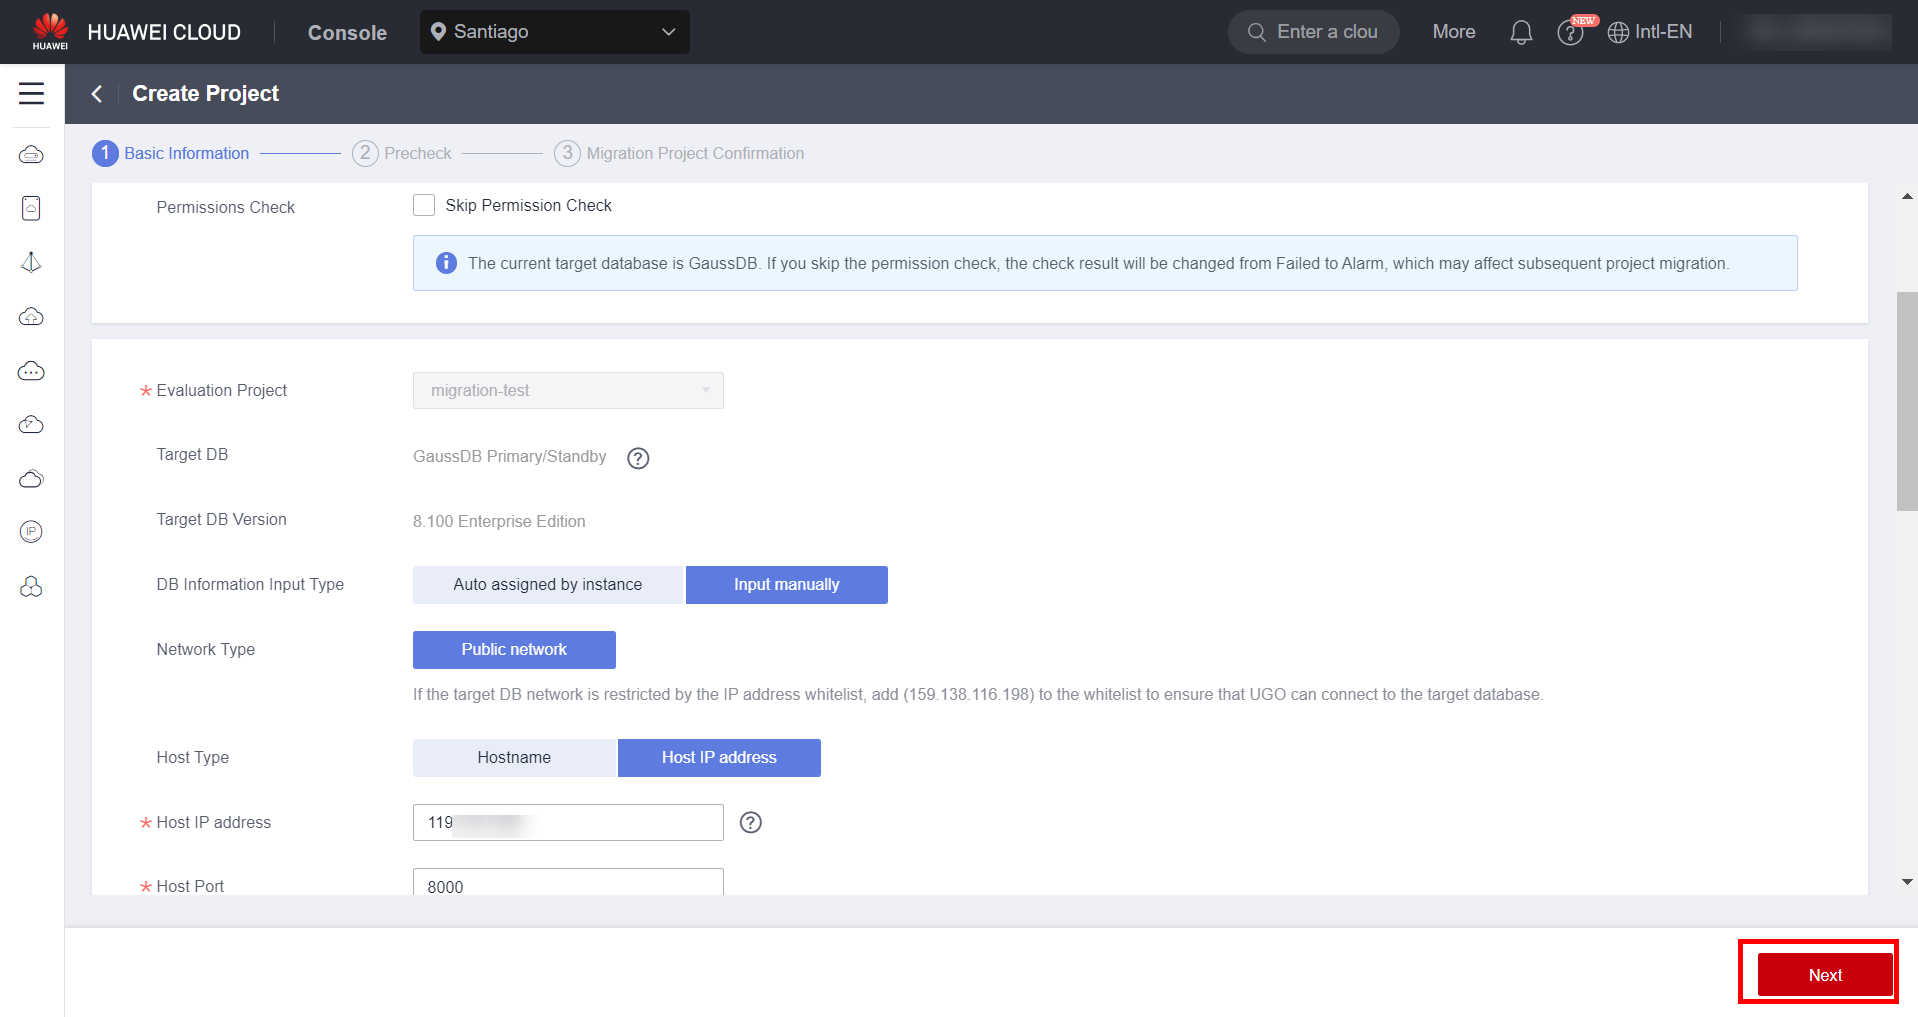 HUAWEI
HUAWEI CLOUD
Console
Santiago
Enter a clou
More
NEW
Intl-EN
Create Project
1 Basic Information
2 Precheck
3 Migration Project Confirmation
Permissions Check
Skip Permission Check
The current target database is GaussDB. If you skip the permission check, the check result will be changed from Failed to Alarm, which may affect subsequent project migration.
* Evaluation Project
migration-test
Target DB
GaussDB Primary/Standby
Target DB Version
8.100 Enterprise Edition
DB Information Input Type
Auto assigned by instance
Input manually
Network Type
Public network
If the target DB network is restricted by the IP address whitelist, add (159.138.116.198) to the whitelist to ensure that UGO can connect to the target database.
Host Type
Hostname
Host IP address
* Host IP address
119
* Host Port
8000
IP
Next